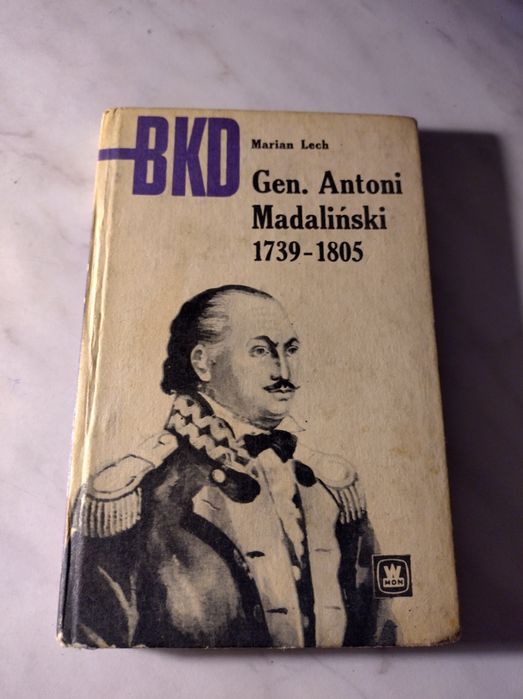 BKD
Marian Lech
Gen. Antoni
Madaliński
1739-1805
W
MON